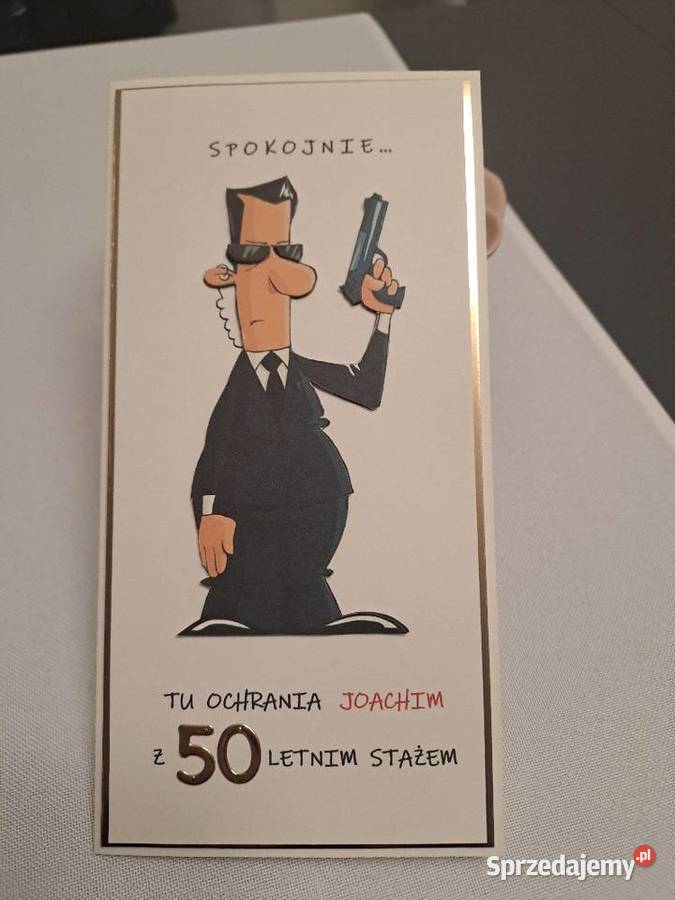 SPOKOJNIE...
TU OCHRANIA JOACHIM
Z 50 LETNIM STAŻEM
Sprzedajemy.pl